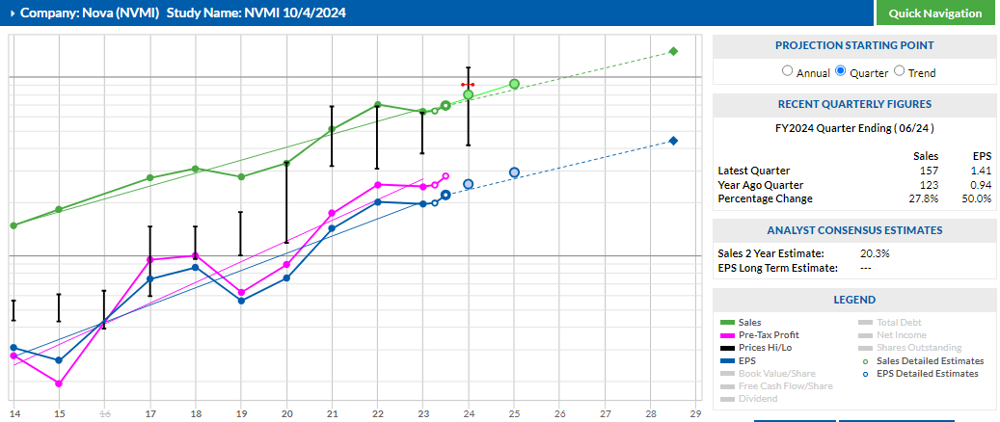 Company: Nova (NVMI)  Study Name: NVMI 10/4/2024
Quick Navigation
PROJECTION STARTING POINT
Annual Quarter Trend
RECENT QUARTERLY FIGURES
FY2024 Quarter Ending ( 06/24 )
Sales EPS
Latest Quarter 157 1.41
Year Ago Quarter 123 0.94
Percentage Change 27.8% 50.0%
ANALYST CONSENSUS ESTIMATES
Sales 2 Year Estimate: 20.3%
EPS Long Term Estimate: ---
LEGEND
Sales Total Debt
Pre-Tax Profit Net Income
Prices Hi/Lo Shares Outstanding
EPS Sales Detailed Estimates
Book Value/Share EPS Detailed Estimates
Free Cash Flow/Share
Dividend
14 15 16 17 18 19 20 21 22 23 24 25 26 27 28 29